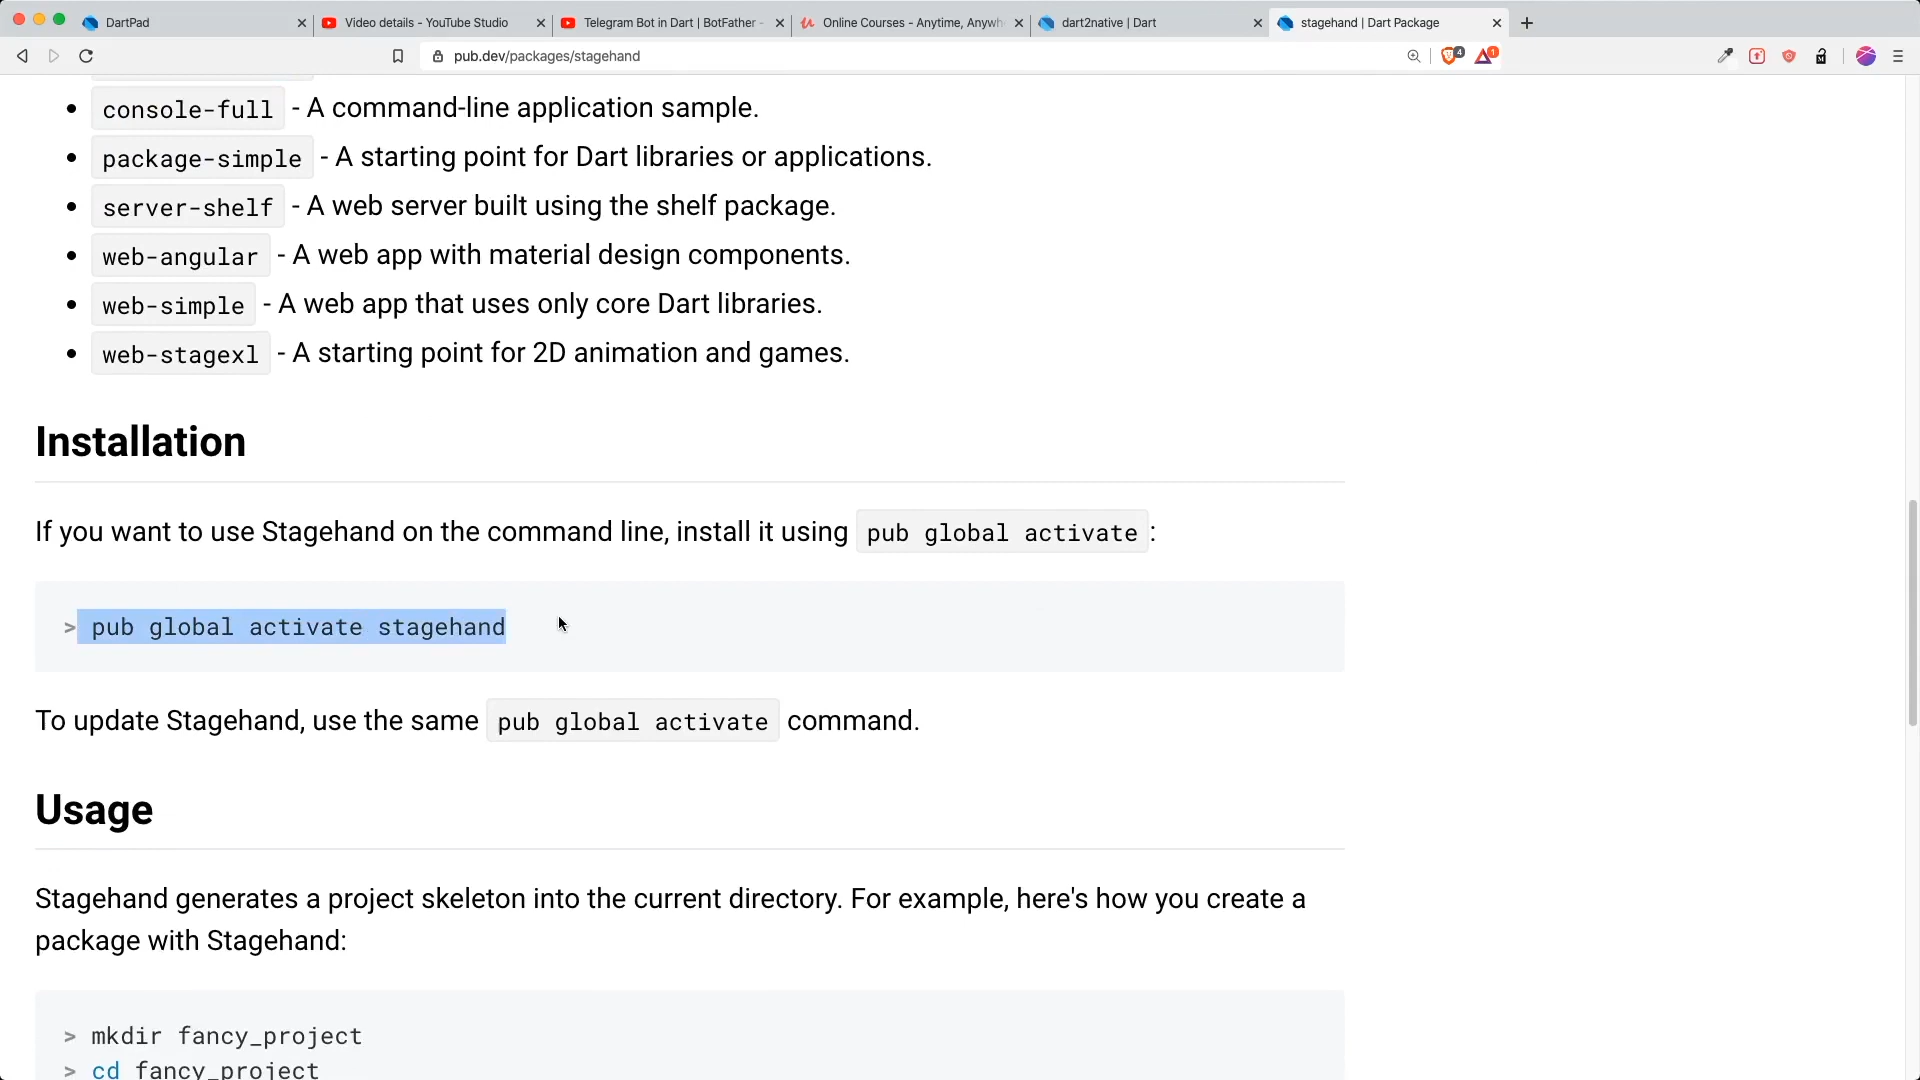 DartPad
Video details - YouTube Studio
Telegram Bot in Dart | BotFather -
Online Courses - Anytime, Anywh
dart2native | Dart
stagehand | Dart Package
pub.dev/packages/stagehand
4
1
console-full - A command-line application sample.
package-simple - A starting point for Dart libraries or applications.
server-shelf - A web server built using the shelf package.
web-angular - A web app with material design components.
web-simple - A web app that uses only core Dart libraries.
web-stagexl - A starting point for 2D animation and games.
Installation
If you want to use Stagehand on the command line, install it using pub global activate :
> pub global activate stagehand
To update Stagehand, use the same pub global activate command.
Usage
Stagehand generates a project skeleton into the current directory. For example, here's how you create a
package with Stagehand:
> mkdir fancy_project
> cd fancy_project